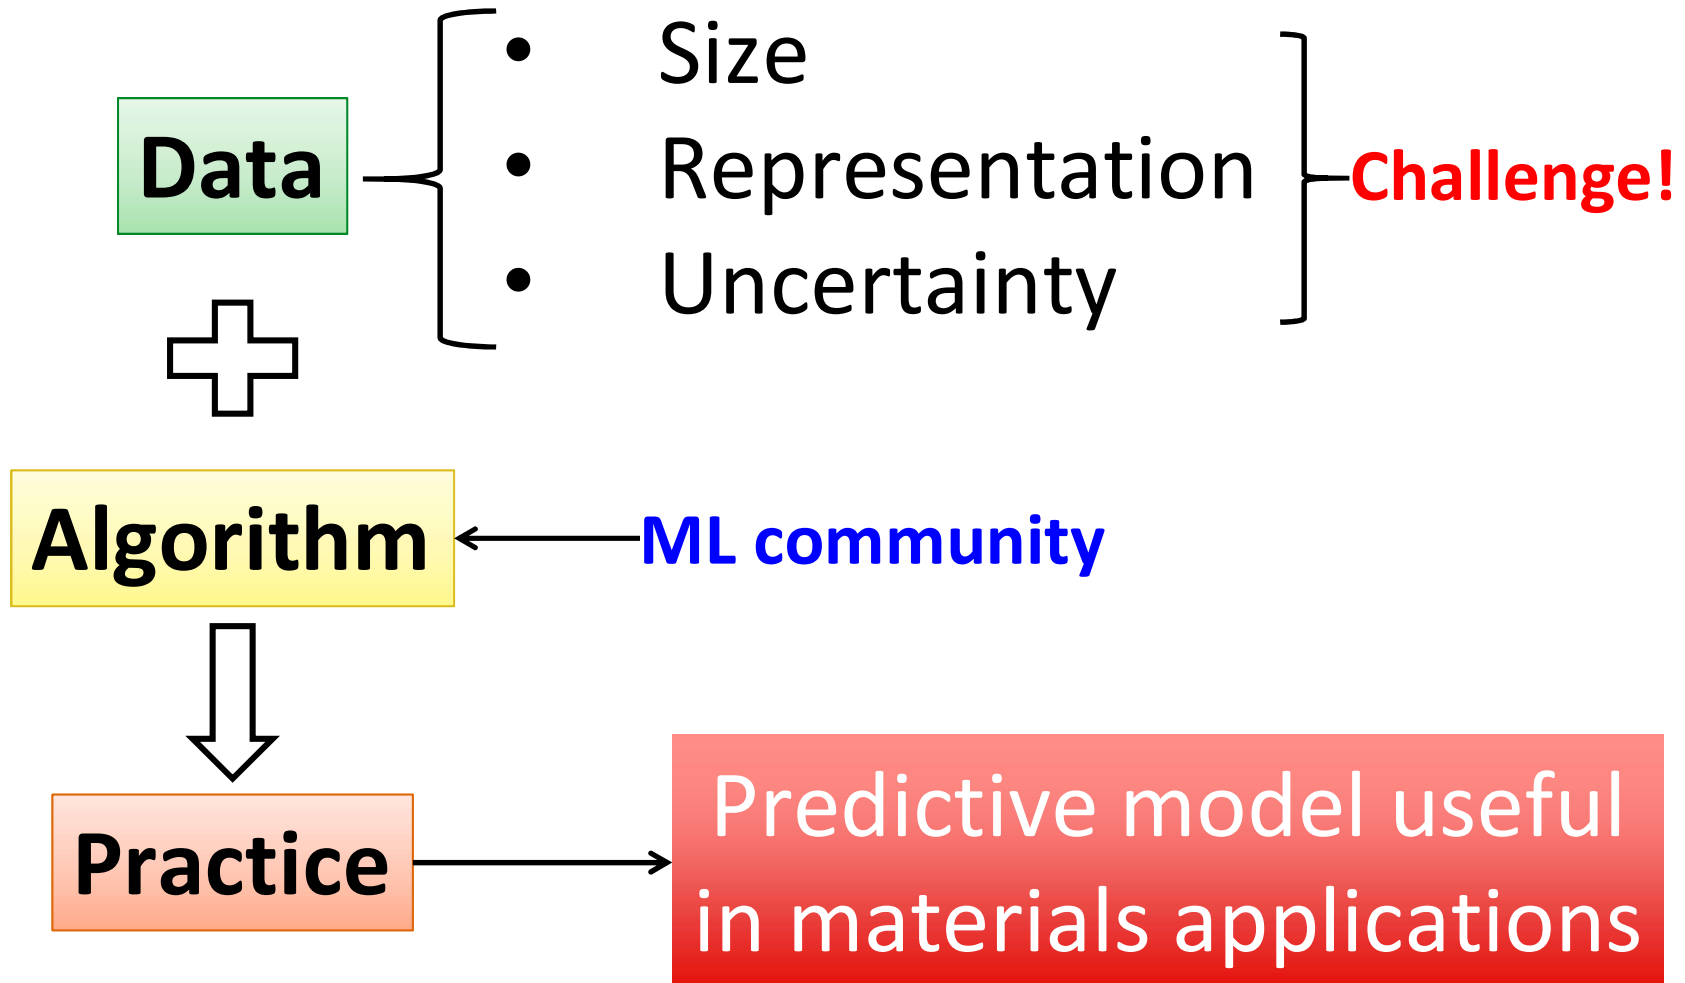 • Size
Data
• Representation
Challenge!
• Uncertainty
Algorithm
ML community
Practice
Predictive model useful
in materials applications